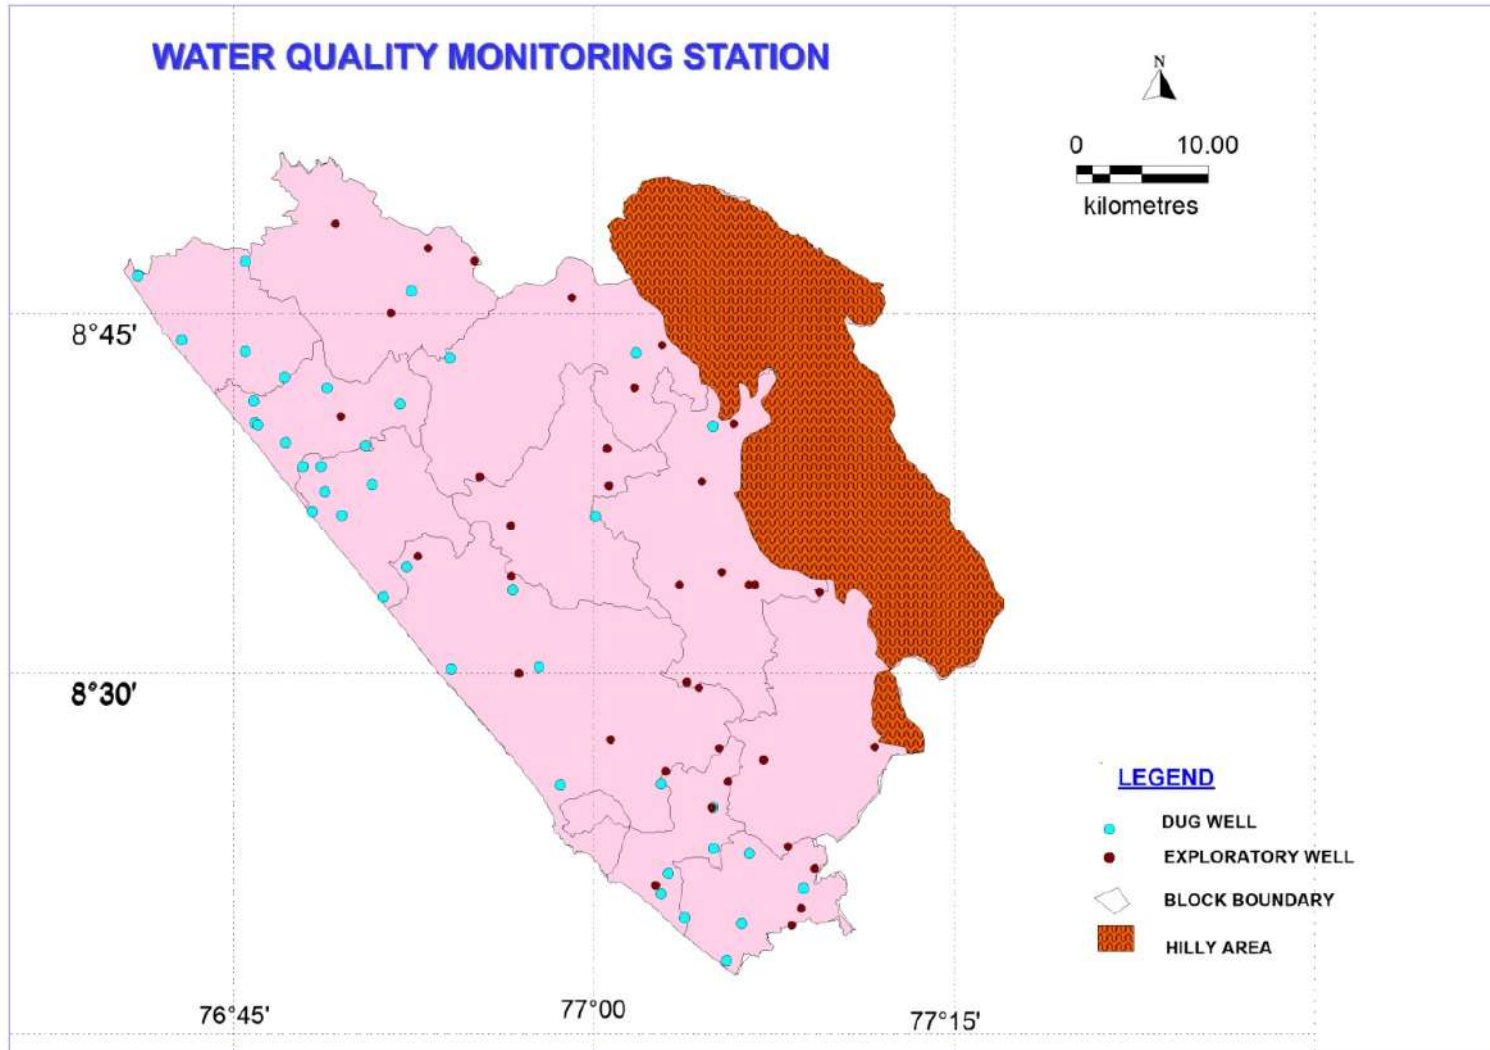 WATER QUALITY MONITORING STATION
N
0 10.00
kilometres
8°45'
8°30'
LEGEND
DUG WELL
EXPLORATORY WELL
BLOCK BOUNDARY
HILLY AREA
76°45'
77°00
77°15'